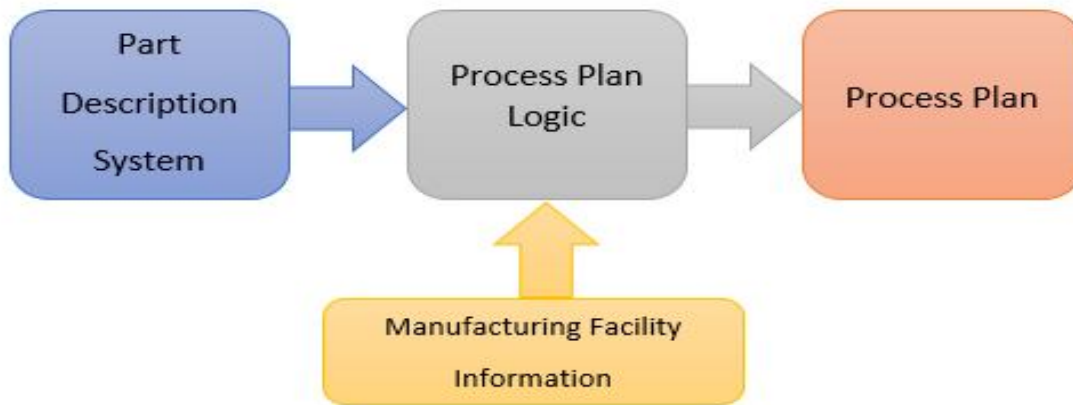 Part
Description
System
Process Plan
Logic
Process Plan
Manufacturing Facility
Information